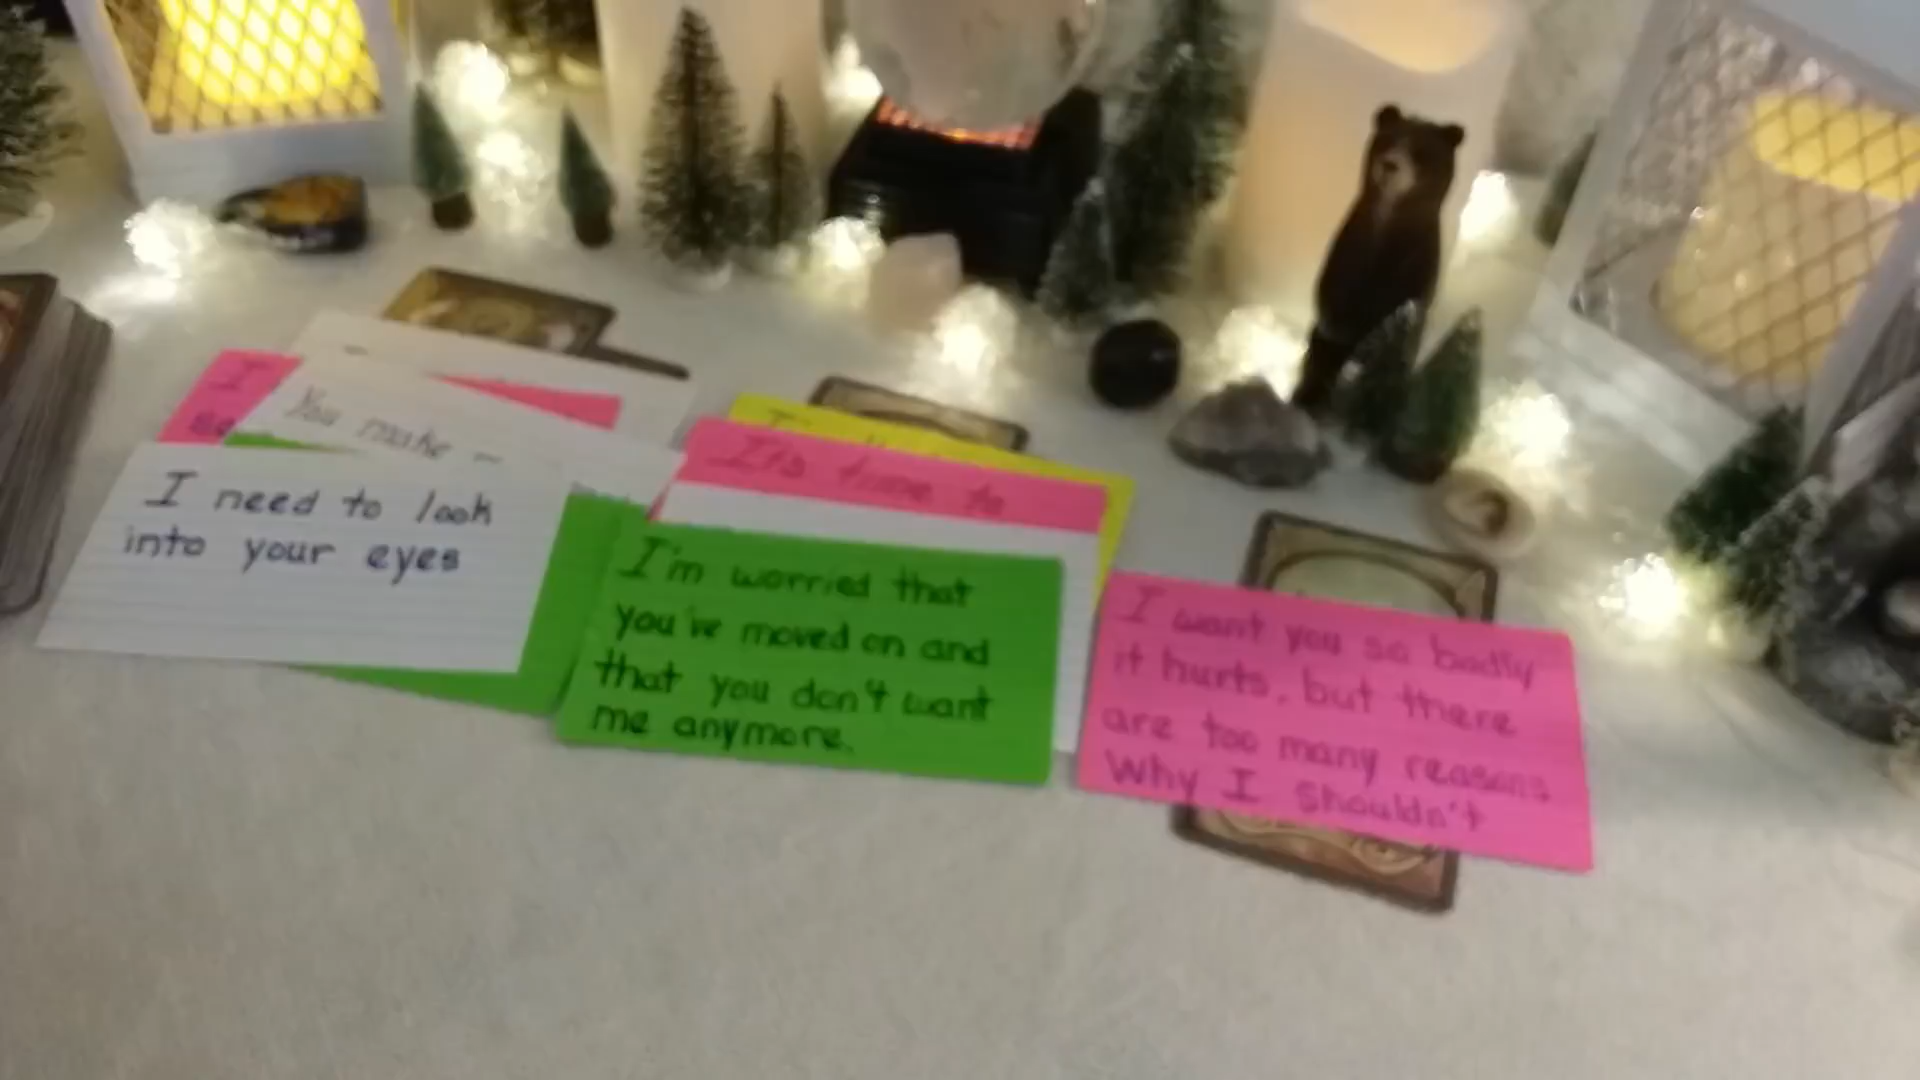 I
You make
I need to look
into your eyes
It's time to
I'm worried that
you've moved on and
that you don't want
me anymore.
I want you so badly
it hurts, but there
are too many reasons
Why I shouldn't